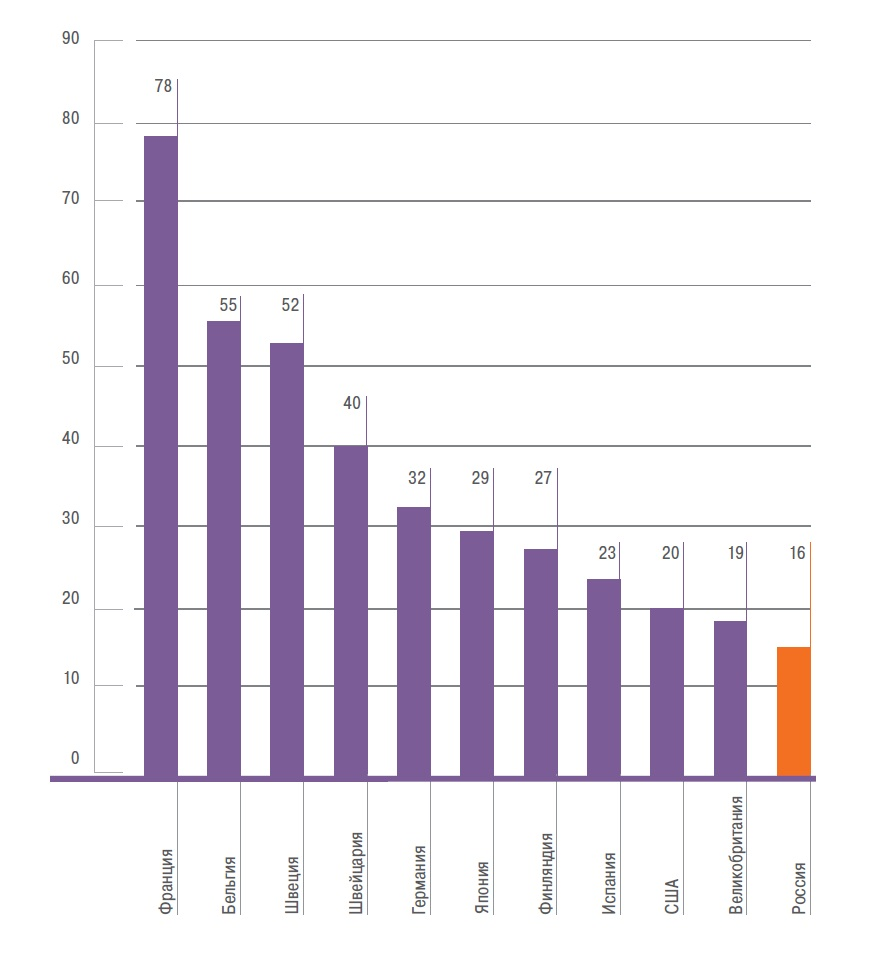 90
80
70
60
50
40
30
20
10
0
78
55
52
40
32
29
27
23
20
19
16
Франция
Бельгия
Швеция
Швейцария
Германия
Япония
Финляндия
Испания
США
Великобритания
Россия